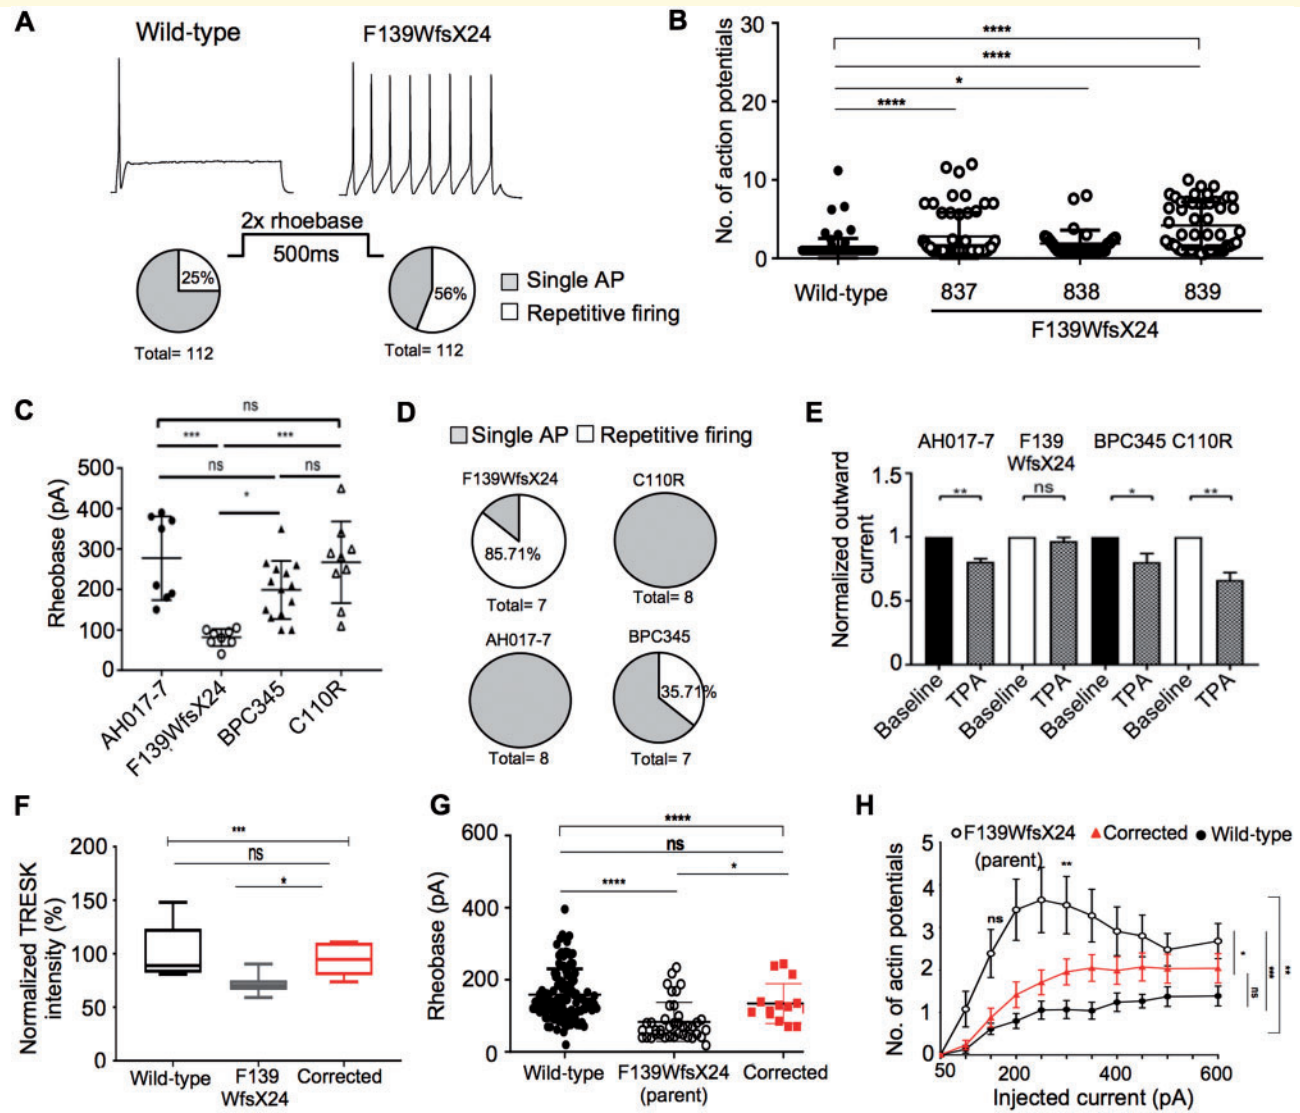 A
Wild-type
F139WfsX24
2x rhoebase
500ms
25%
56%
Single AP
Repetitive firing
Total= 112
Total= 112
B
No. of action potentials
30
20
10
0
****
****
*
****
Wild-type
837
838
839
F139WfsX24
C
Rheobase (pA)
500
400
300
200
100
0
ns
***
***
ns
ns
*
AH017-7
F139WfsX24
BPC345
C110R
D
Single AP
Repetitive firing
F139WfsX24
C110R
85.71%
Total= 7
Total= 8
AH017-7
BPC345
35.71%
Total= 8
Total= 7
E
AH017-7
F139
WfsX24
BPC345
C110R
Normalized outward
current
1.5
1
0.5
0
**
ns
*
**
Baseline
TPA
Baseline
TPA
Baseline
TPA
Baseline
TPA
F
Normalized TRESK
intensity (%)
200
150
100
50
0
***
ns
*
Wild-type
F139
WfsX24
Corrected
G
Rheobase (pA)
600
400
200
0
****
ns
****
*
Wild-type
F139WfsX24
(parent)
Corrected
H
F139WfsX24
(parent)
Corrected
Wild-type
No. of actin potentials
5
4
3
2
1
0
ns
**
*
ns
***
**
50
200
400
600
Injected current (pA)